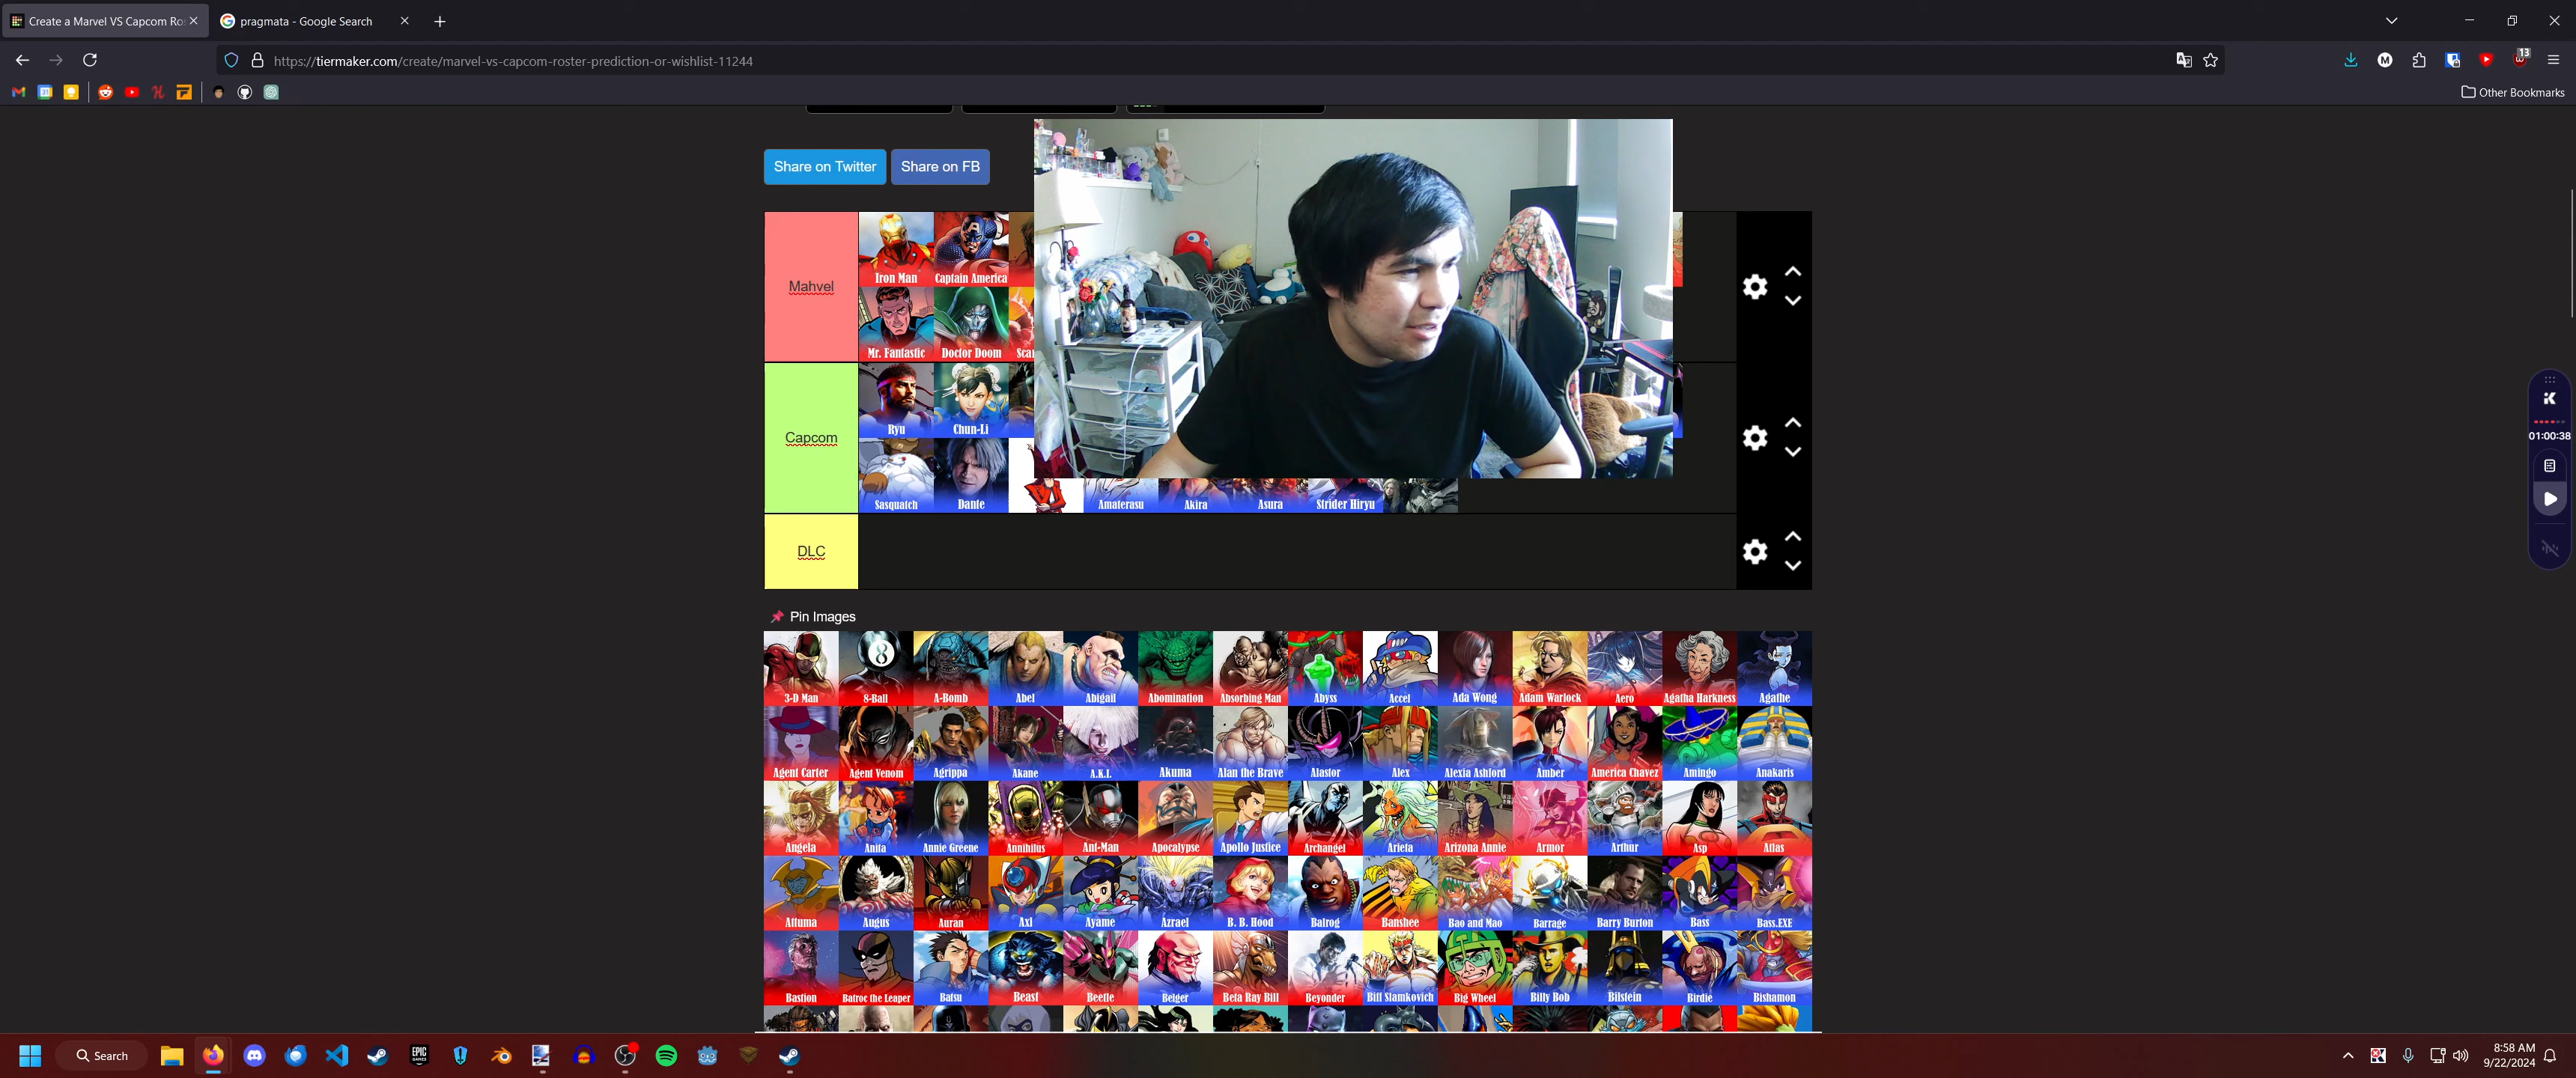 Create a Marvel VS Capcom Ros
pragmata - Google Search
https://tiermaker.com/create/marvel-vs-capcom-roster-prediction-or-wishlist-11244
13
Other Bookmarks
Share on Twitter
Share on FB
Mahvel
Iron Man Captain America
Mr. Fantastic Doctor Doom Scar
Capcom
Ryu Chun-Li
Sasquatch Dante Amaterasu Akira Asura Strider Hiryu
DLC
01:00:38
Pin Images
3-D Man 8-Ball A-Bomb Abel Abigail Abomination Absorbing Man Abyss Accel Ada Wong Adam Warlock Aero Agatha Harkness Agathe
Agent Carter Agent Venom Agrippa Akane A.K.I. Akuma Alan the Brave Alastor Alex Alexia Ashford Amber America Chavez Amingo Anakaris
Angela Anita Annie Greene Annihilus Ant-Man Apocalypse Apollo Justice Archangel Arieta Arizona Annie Armor Arthur Asp Atlas
Attuma Augus Auran Axl Ayame Azrael B. B. Hood Balrog Banshee Bao and Mao Barrage Barry Burton Bass Bass.EXE
Bastion Batroc the Leaper Batsu Beast Beetle Belger Beta Ray Bill Beyonder Biff Slamkovich Big Wheel Billy Bob Bilstein Birdie Bishamon
Search
EPIC GAMES
8:58 AM
9/22/2024